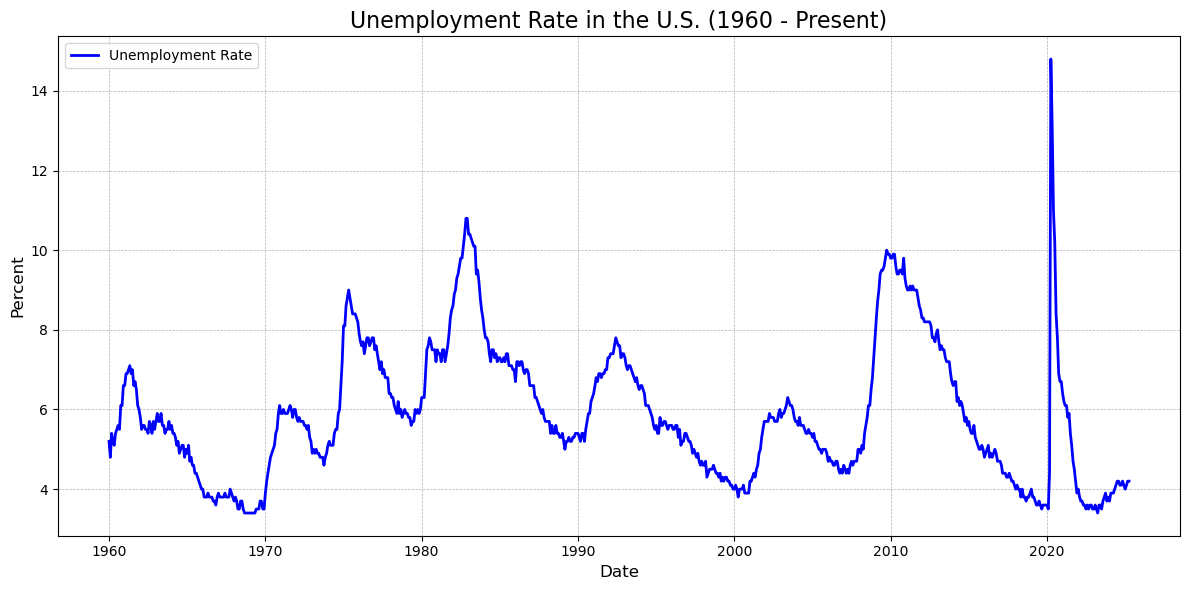 Unemployment Rate in the U.S. (1960 - Present)
Unemployment Rate
14
12
10
8
6
4
Percent
1960 1970 1980 1990 2000 2010 2020
Date